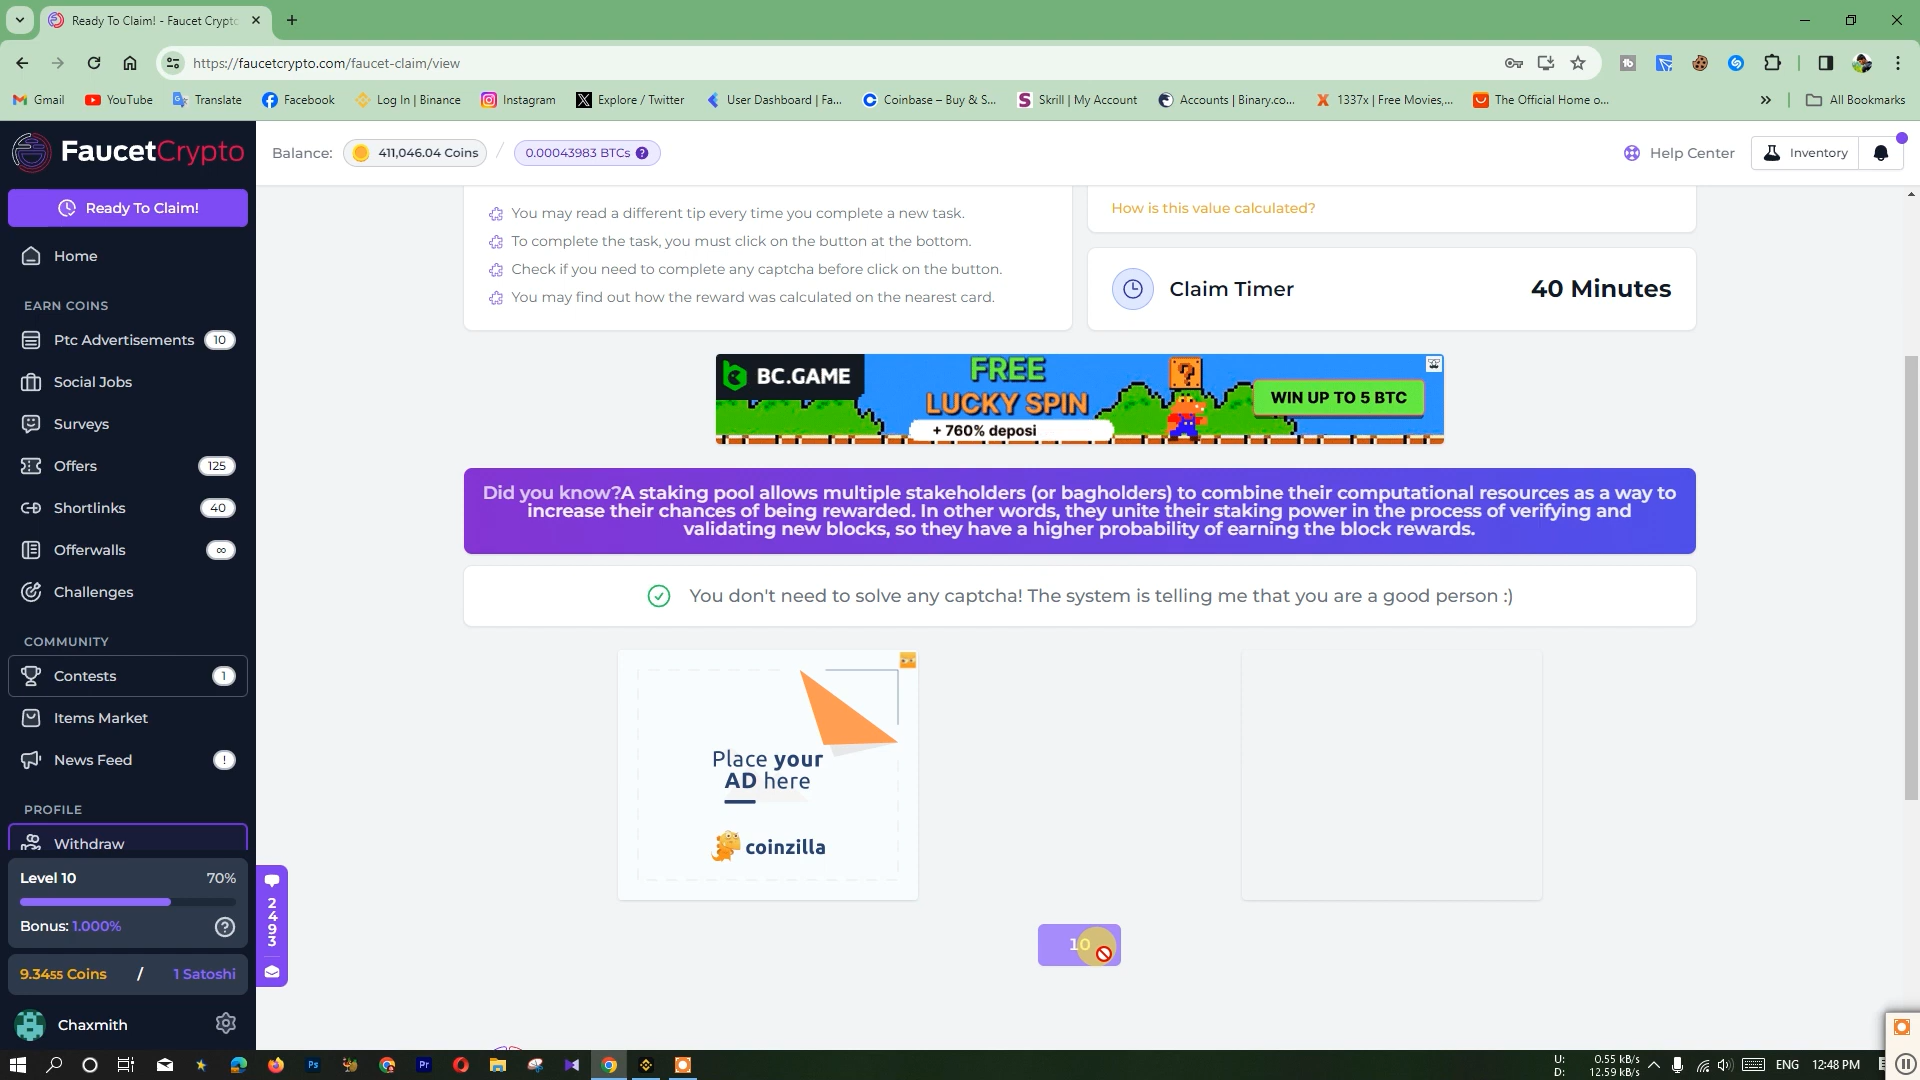 Ready To Claim! - Faucet Crypto
https://faucetcrypto.com/faucet-claim/view
Gmail
YouTube
Translate
Facebook
Log In | Binance
Instagram
Explore / Twitter
User Dashboard | Fa...
Coinbase – Buy & S...
Skrill | My Account
Accounts | Binary.co...
1337x | Free Movies,...
The Official Home o...
»
All Bookmarks
FaucetCrypto
Balance: 411,046.04 Coins / 0.00043983 BTCs ?
Help Center
Inventory
Ready To Claim!
Home
EARN COINS
Ptc Advertisements 10
Social Jobs
Surveys
Offers 125
Shortlinks 40
Offerwalls ∞
Challenges
COMMUNITY
Contests 1
Items Market
News Feed !
PROFILE
Withdraw
Level 10 70%
Bonus: 1.000% ?
9.3455 Coins / 1 Satoshi
Chaxmith
2493
You may read a different tip every time you complete a new task.
To complete the task, you must click on the button at the bottom.
Check if you need to complete any captcha before click on the button.
You may find out how the reward was calculated on the nearest card.
How is this value calculated?
Claim Timer 40 Minutes
BC.GAME
FREE
LUCKY SPIN
+ 760% deposi
?
WIN UP TO 5 BTC
Did you know?A staking pool allows multiple stakeholders (or bagholders) to combine their computational resources as a way to
increase their chances of being rewarded. In other words, they unite their staking power in the process of verifying and
validating new blocks, so they have a higher probability of earning the block rewards.
You don't need to solve any captcha! The system is telling me that you are a good person :)
Place your
AD here
coinzilla
10
U: 0.55 kB/s
D: 12.59 kB/s
ENG
12:48 PM